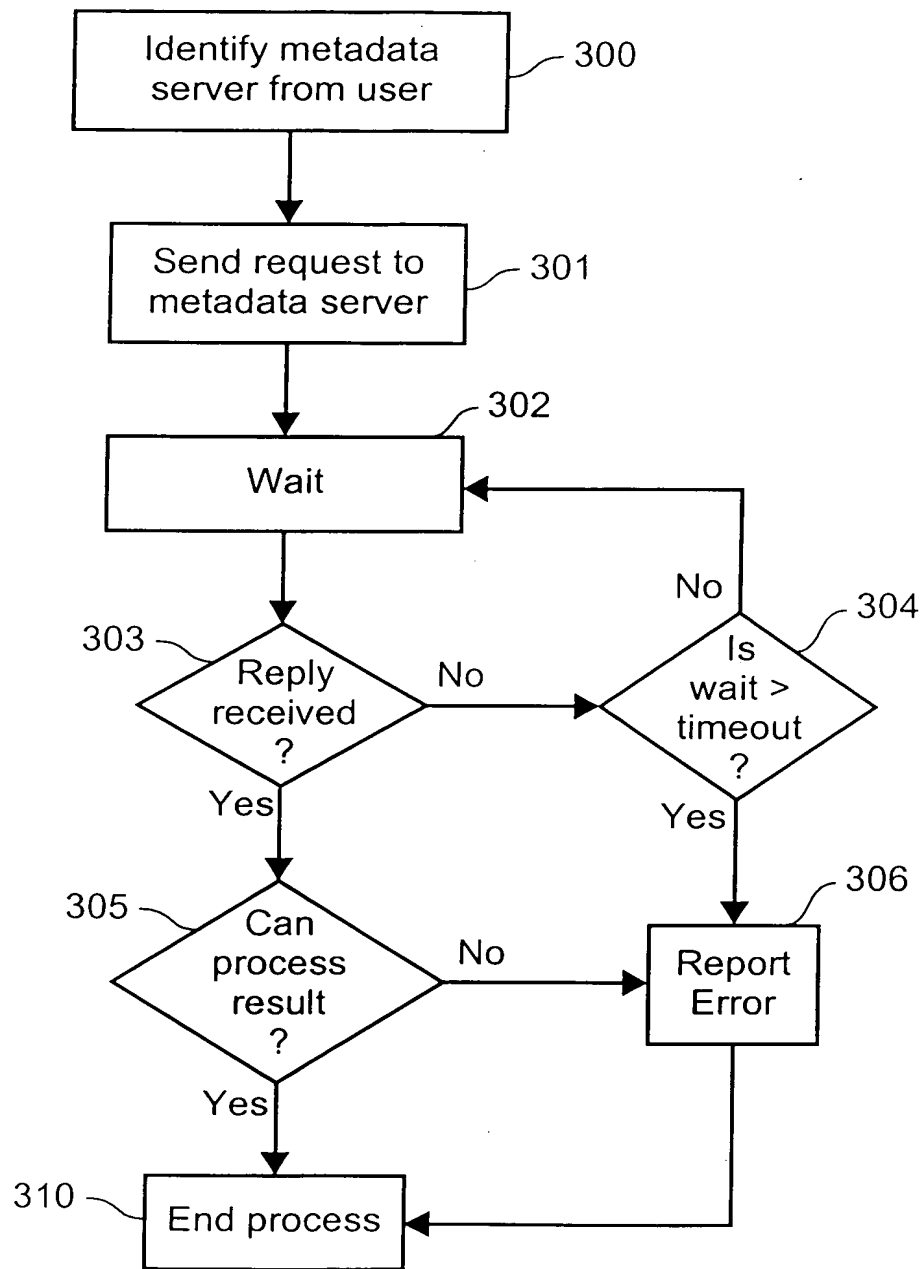 Identify metadata
server from user
300
Send request to
metadata server
301
302
Wait
No
304
303
Reply
received
?
No
Is
wait >
timeout
?
Yes
Yes
305
Can
process
result
?
No
306
Report
Error
Yes
310
End process